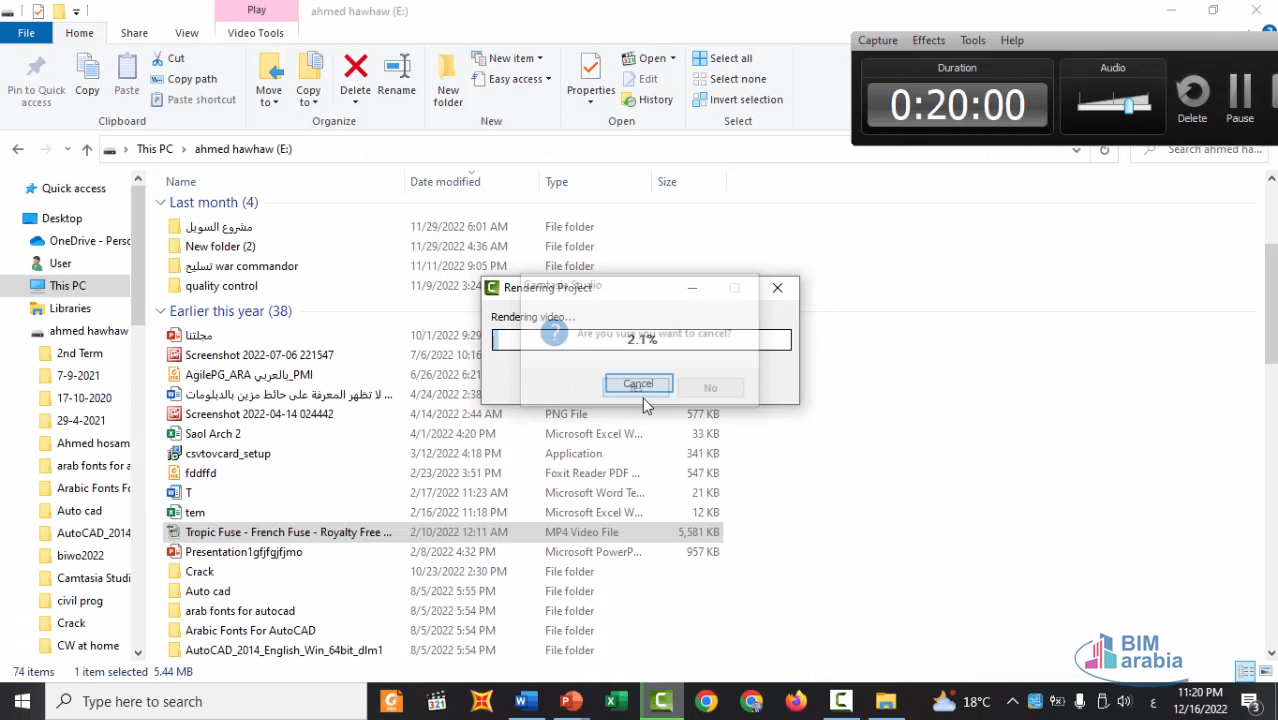 Play
ahmed hawhaw (E:)
File
Home
Share
View
Video Tools
Pin to Quick access
Copy
Paste
Cut
Copy path
Paste shortcut
Clipboard
Move to
Copy to
Delete
Rename
Organize
New folder
New item
Easy access
New
Properties
Open
Edit
History
Open
Select all
Select none
Invert selection
Select
Capture
Effects
Tools
Help
Duration
0:20:00
Audio
Delete
Pause
This PC
ahmed hawhaw (E:)
Search ahmed ha...
Quick access
Desktop
OneDrive - Perso
User
This PC
Libraries
ahmed hawhaw
2nd Term
7-9-2021
17-10-2020
29-4-2021
Ahmed hosam
arab fonts for a
Arabic Fonts Fo
Auto cad
AutoCAD_2014
biwo2022
Camtasia Studi
civil prog
Crack
CW at home
Name
Date modified
Type
Size
Last month (4)
مشروع السويل 11/29/2022 6:01 AM File folder
New folder (2) 11/29/2022 4:36 AM File folder
تسليح war commandor 11/11/2022 9:05 PM File folder
quality control 11/9/2022 3:24 File folder
Earlier this year (38)
مجلتنا 10/1/2022 9:29
Screenshot 2022-07-06 221547 7/6/2022 10:16
AgilePG_ARA بالعربي_PMI 6/26/2022 6:21
لا تظهر المعرفة على حائط مزين بالدبلومات ... 4/24/2022 2:38
Screenshot 2022-04-14 024442 4/14/2022 2:44 AM PNG File 577 KB
Saol Arch 2 4/1/2022 4:20 PM Microsoft Excel W... 33 KB
csvtovcard_setup 3/12/2022 4:18 PM Application 341 KB
fddffd 2/23/2022 3:51 PM Foxit Reader PDF ... 547 KB
T 2/17/2022 11:23 AM Microsoft Word Te... 21 KB
tem 2/16/2022 11:18 PM Microsoft Excel W... 12 KB
Tropic Fuse - French Fuse - Royalty Free ... 2/10/2022 12:11 AM MP4 Video File 5,581 KB
Presentation1gfjfgjfjmo 2/8/2022 4:32 PM Microsoft PowerP... 957 KB
Crack 10/23/2022 2:30 PM File folder
Auto cad 8/5/2022 5:55 PM File folder
arab fonts for autocad 8/5/2022 5:54 PM File folder
Arabic Fonts For AutoCAD 8/5/2022 5:54 PM File folder
AutoCAD_2014_English_Win_64bit_dlm1 8/5/2022 5:54 PM File folder
Rendering Project
Camtasia Studio
Rendering video...
Are you sure you want to cancel?
2.1%
Cancel
Yes
No
BIM
arabia
74 items
1 item selected 5.44 MB
Type here to search
18°C
ع
11:20 PM
12/16/2022
3